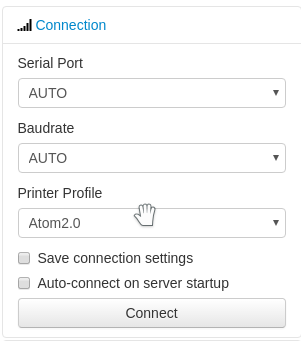 Connection
Serial Port
AUTO
Baudrate
AUTO
Printer Profile
Atom2.0
Save connection settings
Auto-connect on server startup
Connect